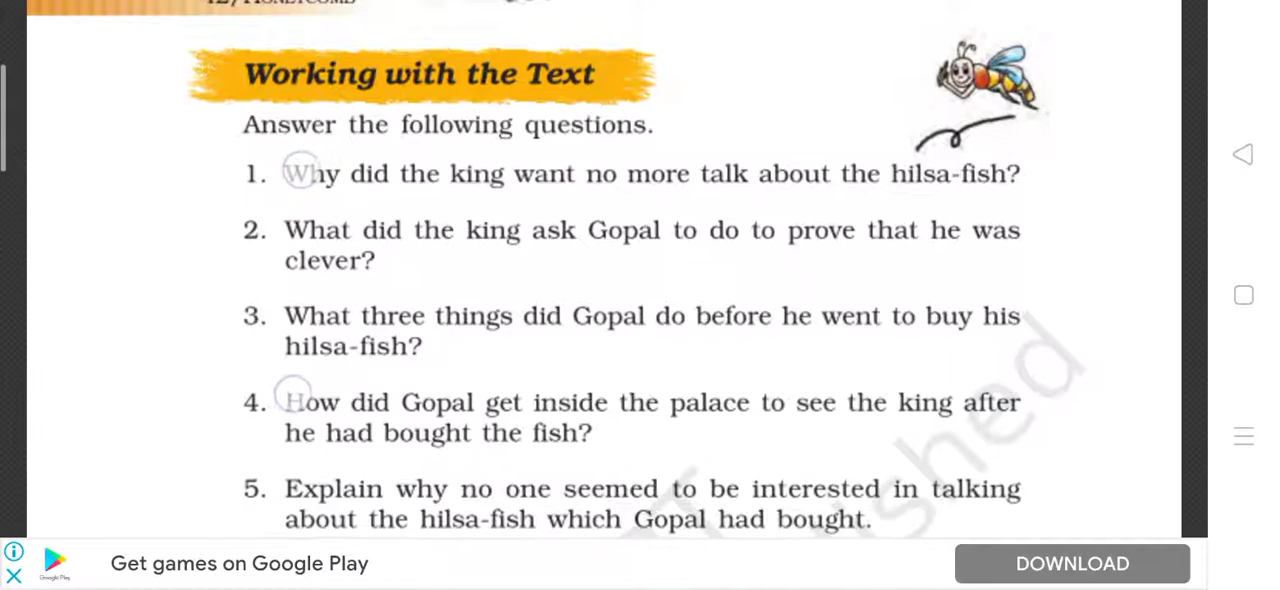 Working with the Text
Answer the following questions.
1. Why did the king want no more talk about the hilsa-fish?
2. What did the king ask Gopal to do to prove that he was
clever?
3. What three things did Gopal do before he went to buy his
hilsa-fish?
4. How did Gopal get inside the palace to see the king after
he had bought the fish?
5. Explain why no one seemed to be interested in talking
about the hilsa-fish which Gopal had bought.
Get games on Google Play
DOWNLOAD
Google Play